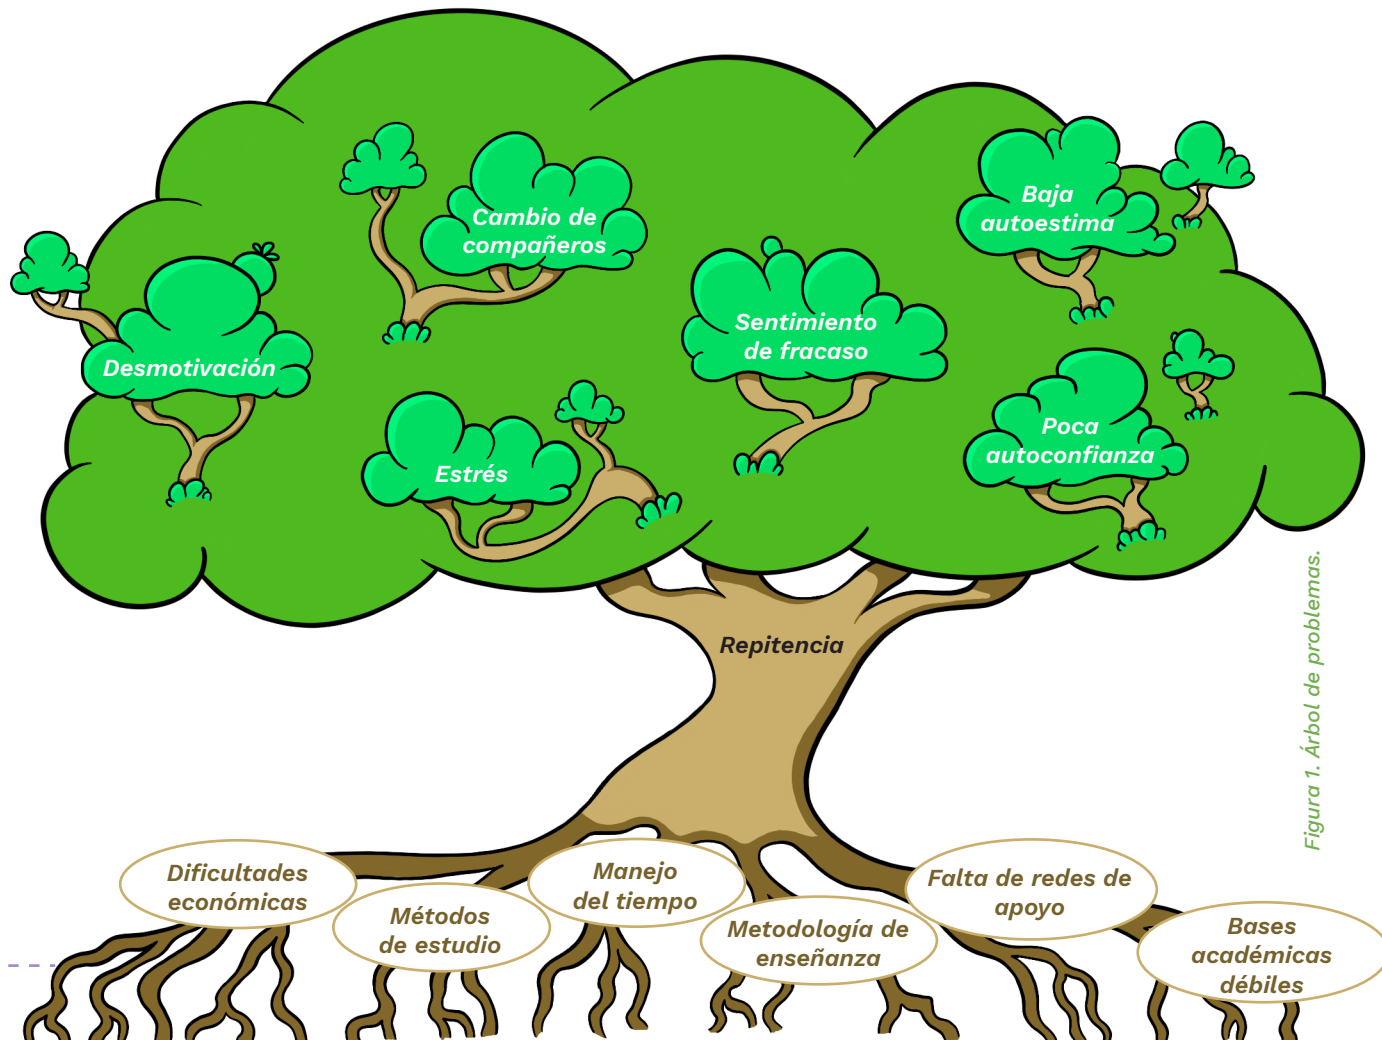 Cambio de
compañeros
Baja
autoestima
Desmotivación
Sentimiento
de fracaso
Estrés
Poca
autoconfianza
Repitencia
Figura 1. Árbol de problemas.
Dificultades
económicas
Métodos
de estudio
Manejo
del tiempo
Metodología de
enseñanza
Falta de redes de
apoyo
Bases
académicas
débiles